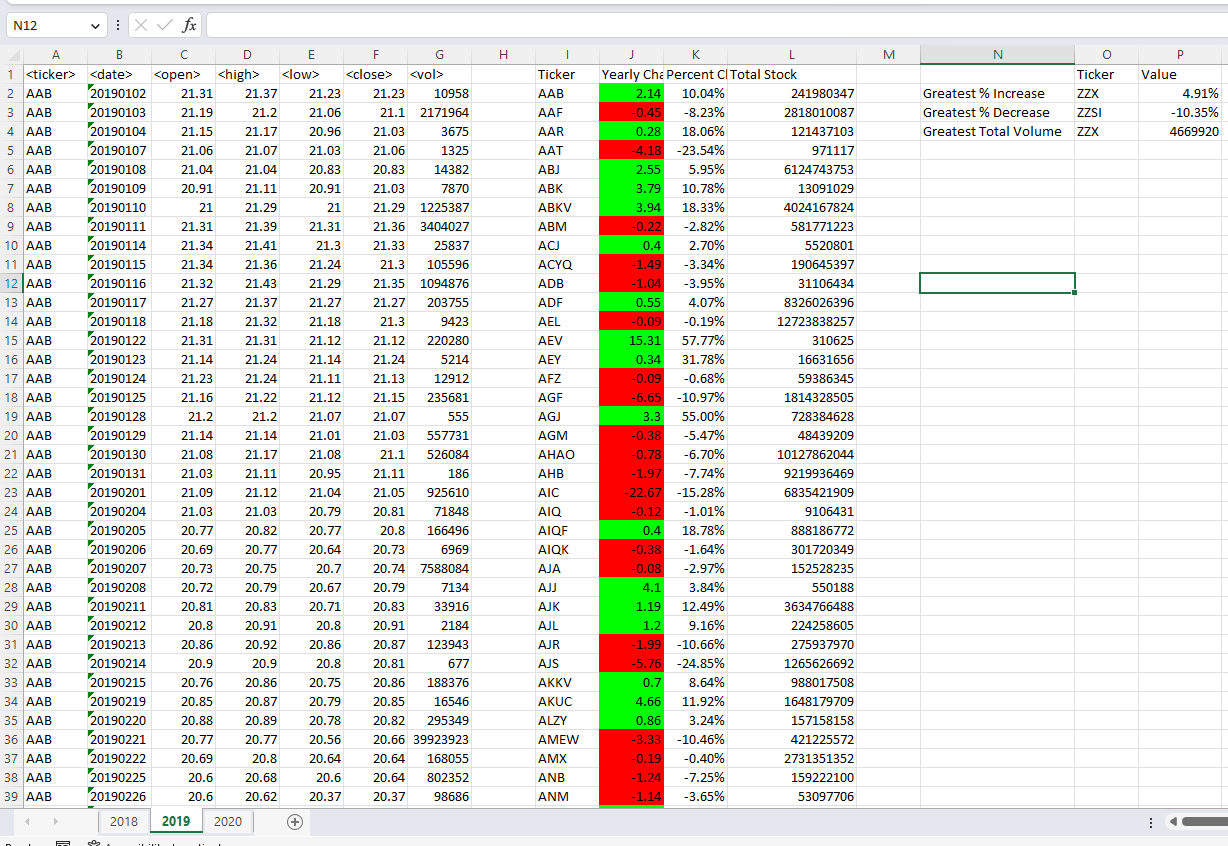 N12 fx
A B C D E F G H I J K L M N O P
1 <ticker> <date> <open> <high> <low> <close> <vol> Ticker Yearly Cha Percent Cl Total Stock Ticker Value
2 AAB 20190102 21.31 21.37 21.23 21.23 10958 AAB 2.14 10.04% 241980347 Greatest % Increase ZZX 4.91%
3 AAB 20190103 21.19 21.2 21.06 21.1 2171964 AAF -0.45 -8.23% 2818010087 Greatest % Decrease ZZSI -10.35%
4 AAB 20190104 21.15 21.17 20.96 21.03 3675 AAR 0.28 18.06% 121437103 Greatest Total Volume ZZX 4669920
5 AAB 20190107 21.06 21.07 21.03 21.06 1325 AAT -4.18 -23.54% 971117
6 AAB 20190108 21.04 21.04 20.83 20.83 14382 ABJ 2.55 5.95% 6124743753
7 AAB 20190109 20.91 21.11 20.91 21.03 7870 ABK 3.79 10.78% 13091029
8 AAB 20190110 21 21.29 21 21.29 1225387 ABKV 3.94 18.33% 4024167824
9 AAB 20190111 21.31 21.39 21.31 21.36 3404027 ABM -0.22 -2.82% 581771223
10 AAB 20190114 21.34 21.41 21.3 21.33 25837 ACJ 0.4 2.70% 5520801
11 AAB 20190115 21.34 21.36 21.24 21.3 105596 ACYQ -1.49 -3.34% 190645397
12 AAB 20190116 21.32 21.43 21.29 21.35 1094876 ADB -1.04 -3.95% 31106434
13 AAB 20190117 21.27 21.37 21.27 21.27 203755 ADF 0.55 4.07% 8326026396
14 AAB 20190118 21.18 21.32 21.18 21.3 9423 AEL -0.09 -0.19% 12723838257
15 AAB 20190122 21.31 21.31 21.12 21.12 220280 AEV 15.31 57.77% 310625
16 AAB 20190123 21.14 21.24 21.14 21.24 5214 AEY 0.34 31.78% 16631656
17 AAB 20190124 21.23 21.24 21.11 21.13 12912 AFZ -0.09 -0.68% 59386345
18 AAB 20190125 21.16 21.22 21.12 21.15 235681 AGF -6.65 -10.97% 1814328505
19 AAB 20190128 21.2 21.2 21.07 21.07 555 AGJ 3.3 55.00% 728384628
20 AAB 20190129 21.14 21.14 21.01 21.03 557731 AGM -0.38 -5.47% 48439209
21 AAB 20190130 21.08 21.17 21.08 21.1 526084 AHAO -0.78 -6.70% 10127862044
22 AAB 20190131 21.03 21.11 20.95 21.11 186 AHB -1.97 -7.74% 9219936469
23 AAB 20190201 21.09 21.12 21.04 21.05 925610 AIC -22.67 -15.28% 6835421909
24 AAB 20190204 21.03 21.03 20.79 20.81 71848 AIQ -0.12 -1.01% 9106431
25 AAB 20190205 20.77 20.82 20.77 20.8 166496 AIQF 0.4 18.78% 888186772
26 AAB 20190206 20.69 20.77 20.64 20.73 6969 AIQK -0.38 -1.64% 301720349
27 AAB 20190207 20.73 20.75 20.7 20.74 7588084 AJA -0.08 -2.97% 152528235
28 AAB 20190208 20.72 20.79 20.67 20.79 7134 AJJ 4.1 3.84% 550188
29 AAB 20190211 20.81 20.83 20.71 20.83 33916 AJK 1.19 12.49% 3634766488
30 AAB 20190212 20.8 20.91 20.8 20.91 2184 AJL 1.2 9.16% 224258605
31 AAB 20190213 20.86 20.92 20.86 20.87 123943 AJR -1.99 -10.66% 275937970
32 AAB 20190214 20.9 20.9 20.8 20.81 677 AJS -5.76 -24.85% 1265626692
33 AAB 20190215 20.76 20.86 20.75 20.86 188376 AKKV 0.7 8.64% 988017508
34 AAB 20190219 20.85 20.87 20.79 20.85 16546 AKUC 4.66 11.92% 1648179709
35 AAB 20190220 20.88 20.89 20.78 20.82 295349 ALZY 0.86 3.24% 157158158
36 AAB 20190221 20.77 20.77 20.56 20.66 39923923 AMEW -3.33 -10.46% 421225572
37 AAB 20190222 20.69 20.8 20.64 20.64 168055 AMX -0.19 -0.40% 2731351352
38 AAB 20190225 20.6 20.68 20.6 20.64 802352 ANB -1.24 -7.25% 159222100
39 AAB 20190226 20.6 20.62 20.37 20.37 98686 ANM -1.14 -3.65% 53097706
2018 2019 2020